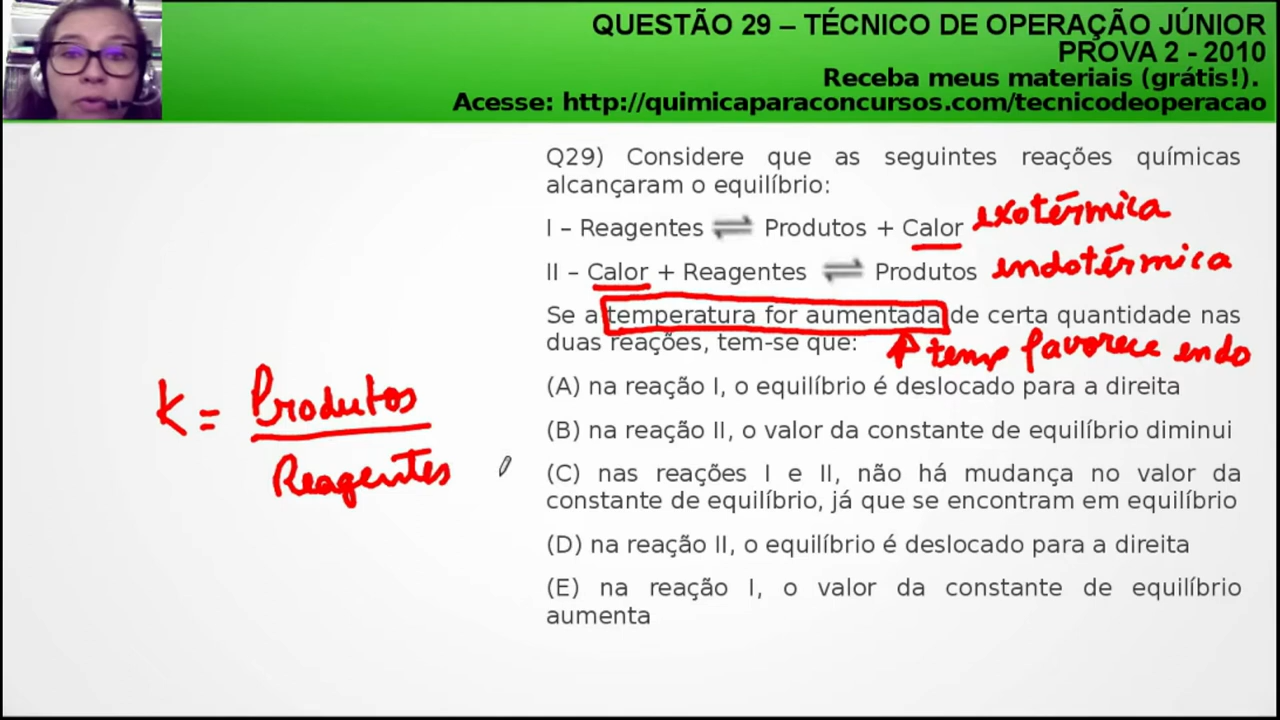 QUESTÃO 29 – TÉCNICO DE OPERAÇÃO JÚNIOR
PROVA 2 - 2010
Receba meus materiais (grátis!).
Acesse: http://quimicaparaconcursos.com/tecnicodeoperacao
Q29) Considere que as seguintes reações químicas
alcançaram o equilíbrio:
I – Reagentes ⇌ Produtos + Calor exotérmica
II – Calor + Reagentes ⇌ Produtos endotérmica
Se a temperatura for aumentada de certa quantidade nas
duas reações, tem-se que: ↑ temp favorece endo
(A) na reação I, o equilíbrio é deslocado para a direita
(B) na reação II, o valor da constante de equilíbrio diminui
(C) nas reações I e II, não há mudança no valor da
constante de equilíbrio, já que se encontram em equilíbrio
(D) na reação II, o equilíbrio é deslocado para a direita
(E) na reação I, o valor da constante de equilíbrio
aumenta
K = Produtos
Reagentes